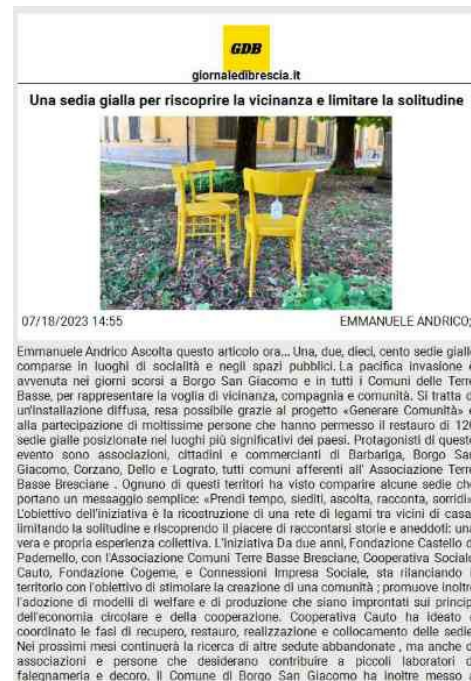 GDB
giornaledibrescia.it
Una sedia gialla per riscoprire la vicinanza e limitare la solitudine
07/18/2023 14:55
EMMANUELE ANDRICO;
Emmanuele Andrico Ascolta questo articolo ora... Una, due, dieci, cento sedie gialle
comparse in luoghi di socialità e negli spazi pubblici. La pacifica invasione è
avvenuta nei giorni scorsi a Borgo San Giacomo e in tutti i Comuni delle Terre
Basse, per rappresentare la voglia di vicinanza, compagnia e comunità. Si tratta di
un'installazione diffusa, resa possibile grazie al progetto «Generare Comunità» e
alla partecipazione di moltissime persone che hanno permesso il restauro di 120
sedie gialle posizionate nei luoghi più significativi dei paesi. Protagonisti di questo
evento sono associazioni, cittadini e commercianti di Barbariga, Borgo San
Giacomo, Corzano, Dello e Lograto, tutti comuni afferenti all' Associazione Terre
Basse Bresciane . Ognuno di questi territori ha visto comparire alcune sedie che
portano un messaggio semplice: «Prendi tempo, siediti, ascolta, racconta, sorridi».
L'obiettivo dell'iniziativa è la ricostruzione di una rete di legami tra vicini di casa,
limitando la solitudine e riscoprendo il piacere di raccontarsi storie e aneddoti: una
vera e propria esperienza collettiva. L'iniziativa Da due anni, Fondazione Castello di
Padernello, con l'Associazione Comuni Terre Basse Bresciane, Cooperativa Sociale
Cauto, Fondazione Cogeme, e Connessioni Impresa Sociale, sta rilanciando il
territorio con l'obiettivo di stimolare la creazione di una comunità ; promuove inoltre
l'adozione di modelli di welfare e di produzione che siano improntati sui principi
dell'economia circolare e della cooperazione. Cooperativa Cauto ha ideato e
coordinato le fasi di recupero, restauro, realizzazione e collocamento delle sedie.
Nei prossimi mesi continuerà la ricerca di altre sedute abbandonate , ma anche di
associazioni e persone che desiderano contribuire a piccoli laboratori di
falegnameria e decoro. Il Comune di Borgo San Giacomo ha inoltre messo a